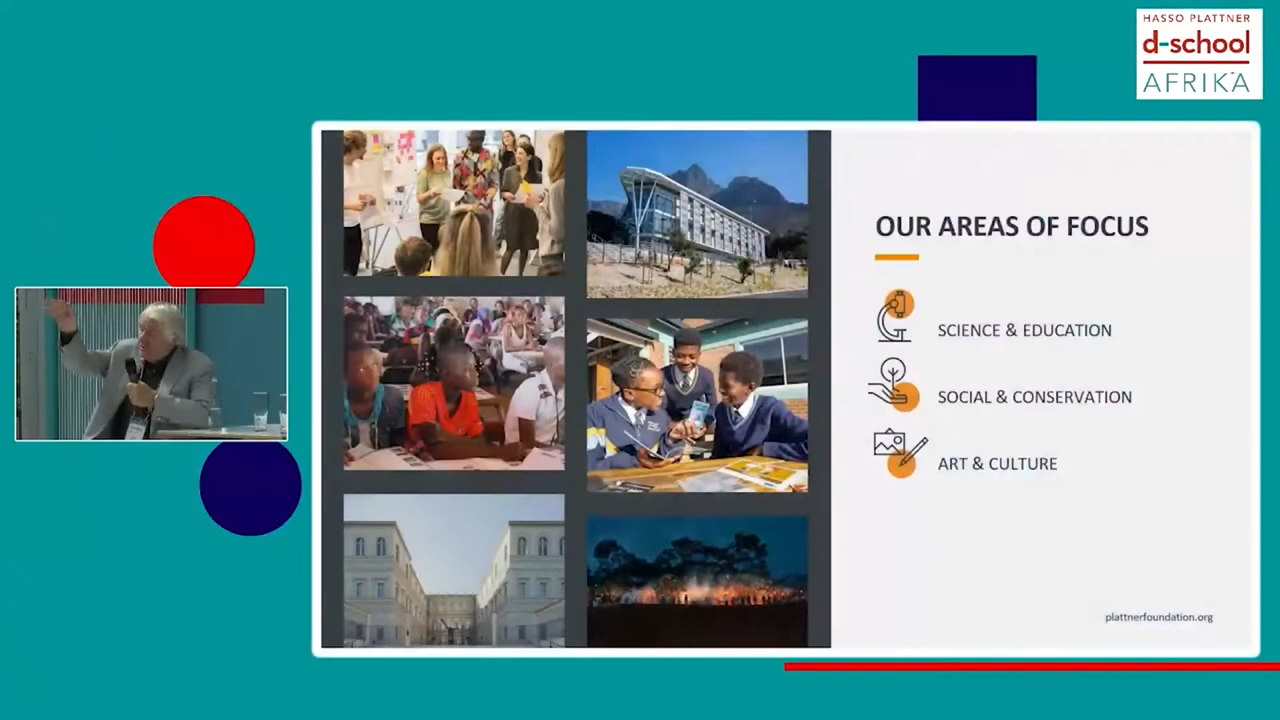 HASSO PLATTNER
d-school
AFRIKA
OUR AREAS OF FOCUS
SCIENCE & EDUCATION
SOCIAL & CONSERVATION
ART & CULTURE
plattnerfoundation.org